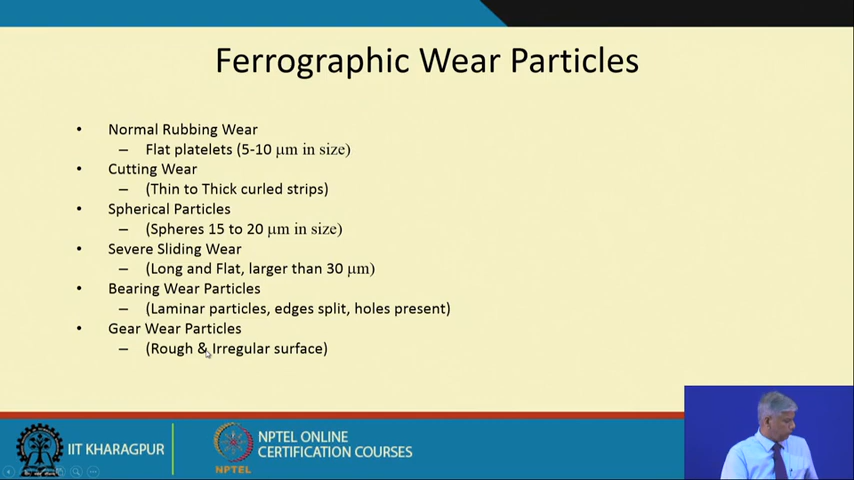 Ferrographic Wear Particles
• Normal Rubbing Wear
– Flat platelets (5-10 μm in size)
• Cutting Wear
– (Thin to Thick curled strips)
• Spherical Particles
– (Spheres 15 to 20 μm in size)
• Severe Sliding Wear
– (Long and Flat, larger than 30 μm)
• Bearing Wear Particles
– (Laminar particles, edges split, holes present)
• Gear Wear Particles
– (Rough & Irregular surface)
IIT KHARAGPUR
NPTEL
NPTEL ONLINE
CERTIFICATION COURSES